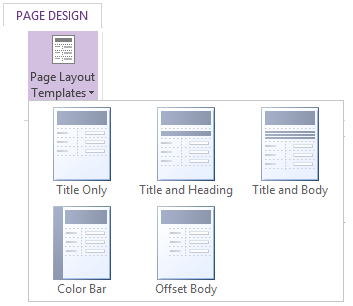 PAGE DESIGN
Page Layout
Templates
Title Only
Title and Heading
Title and Body
Color Bar
Offset Body